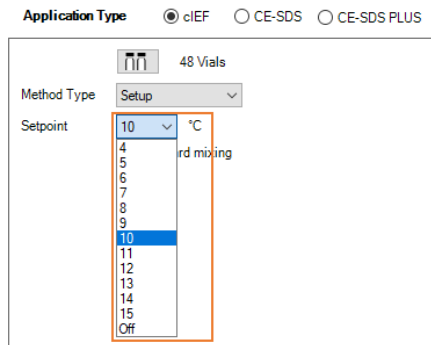 Application Type cIEF CE-SDS CE-SDS PLUS
48 Vials
Method Type Setup
Setpoint 10 °C
4
rd mixing
5
6
7
8
9
10
11
12
13
14
15
Off